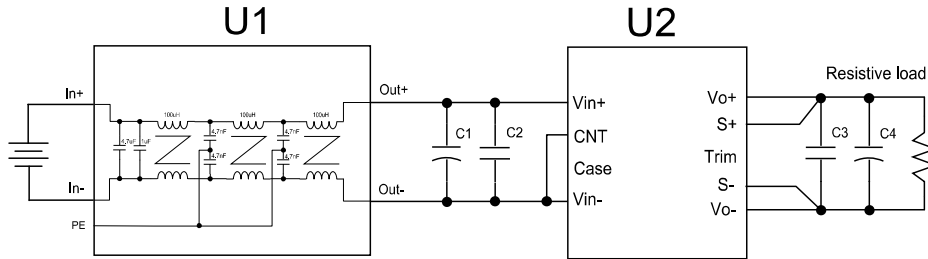 U1
U2
In+
In-
PE
100uH
100uH
100uH
4.7uF
1uF
4.7nF
4.7nF
4.7nF
4.7nF
Out+
Out-
C1
C2
Vin+
CNT
Case
Vin-
Vo+
S+
Trim
S-
Vo-
C3
C4
Resistive load